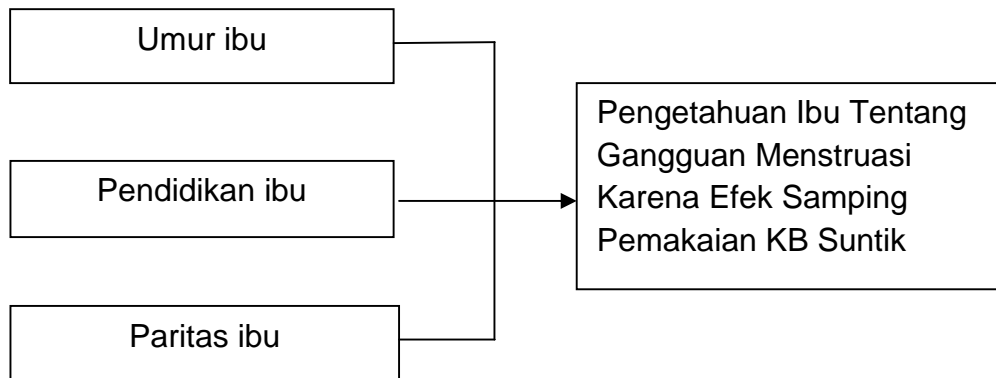 Umur ibu
Pendidikan ibu
Paritas ibu
Pengetahuan Ibu Tentang
Gangguan Menstruasi
Karena Efek Samping
Pemakaian KB Suntik